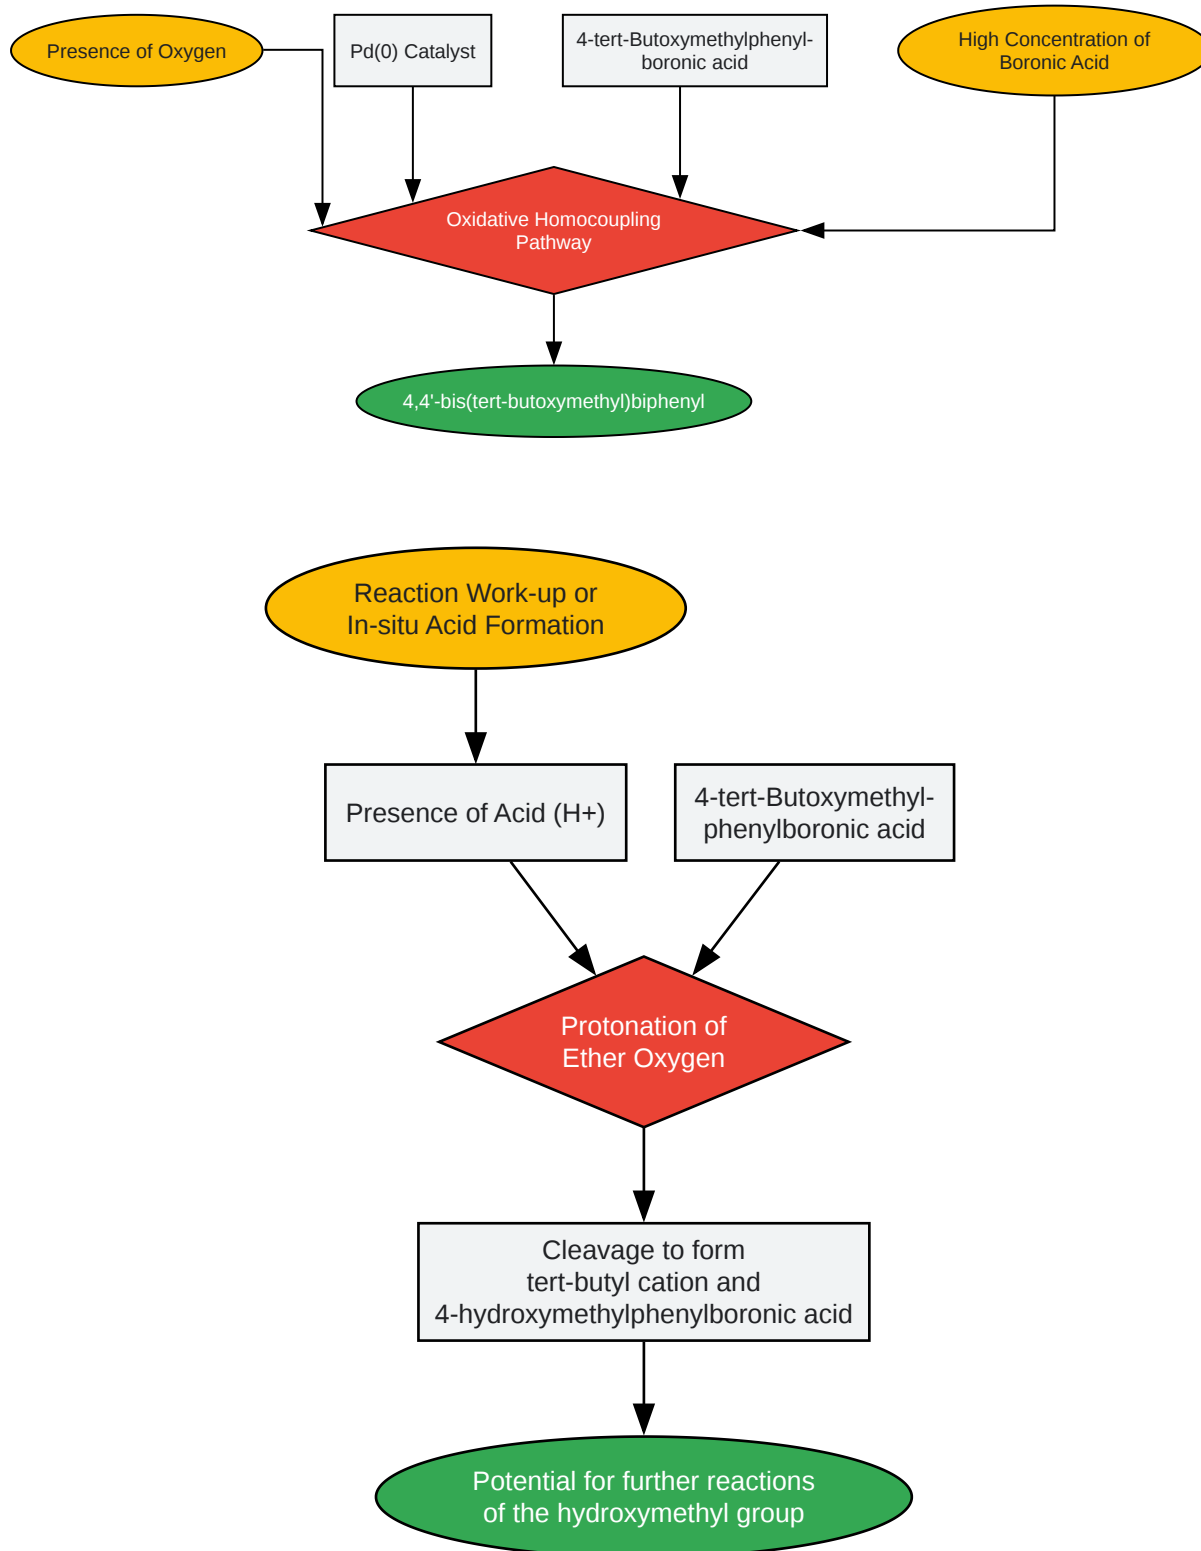 Presence of Oxygen
Pd(0) Catalyst
4-tert-Butoxymethylphenyl-
boronic acid
High Concentration of
Boronic Acid
Oxidative Homocoupling
Pathway
4,4'-bis(tert-butoxymethyl)biphenyl
Reaction Work-up or
In-situ Acid Formation
Presence of Acid (H+)
4-tert-Butoxymethyl-
phenylboronic acid
Protonation of
Ether Oxygen
Cleavage to form
tert-butyl cation and
4-hydroxymethylphenylboronic acid
Potential for further reactions
of the hydroxymethyl group